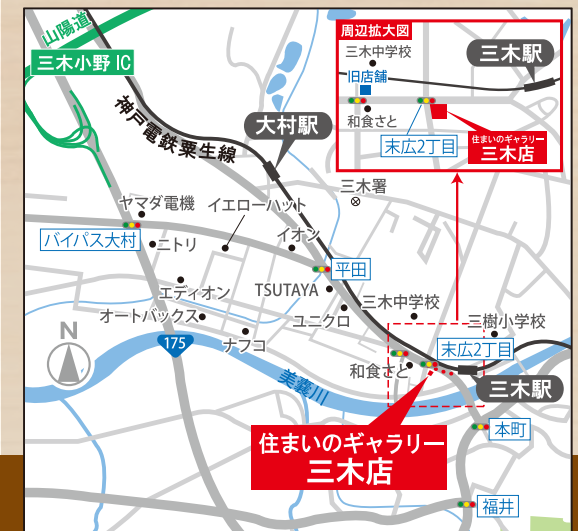 山陽道
三木小野IC
神戸電鉄粟生線
大村駅
周辺拡大図
三木中学校
三木駅
旧店舗
和食さと
末広2丁目
住まいのギャラリー
三木店
三木署
ヤマダ電機
イエローハット
バイパス大村
ニトリ
イオン
平田
エディオン
TSUTAYA
オートバックス
ユニクロ
三木中学校
三樹小学校
N
175
ナフコ
末広2丁目
和食さと
美嚢川
三木駅
住まいのギャラリー
三木店
本町
福井